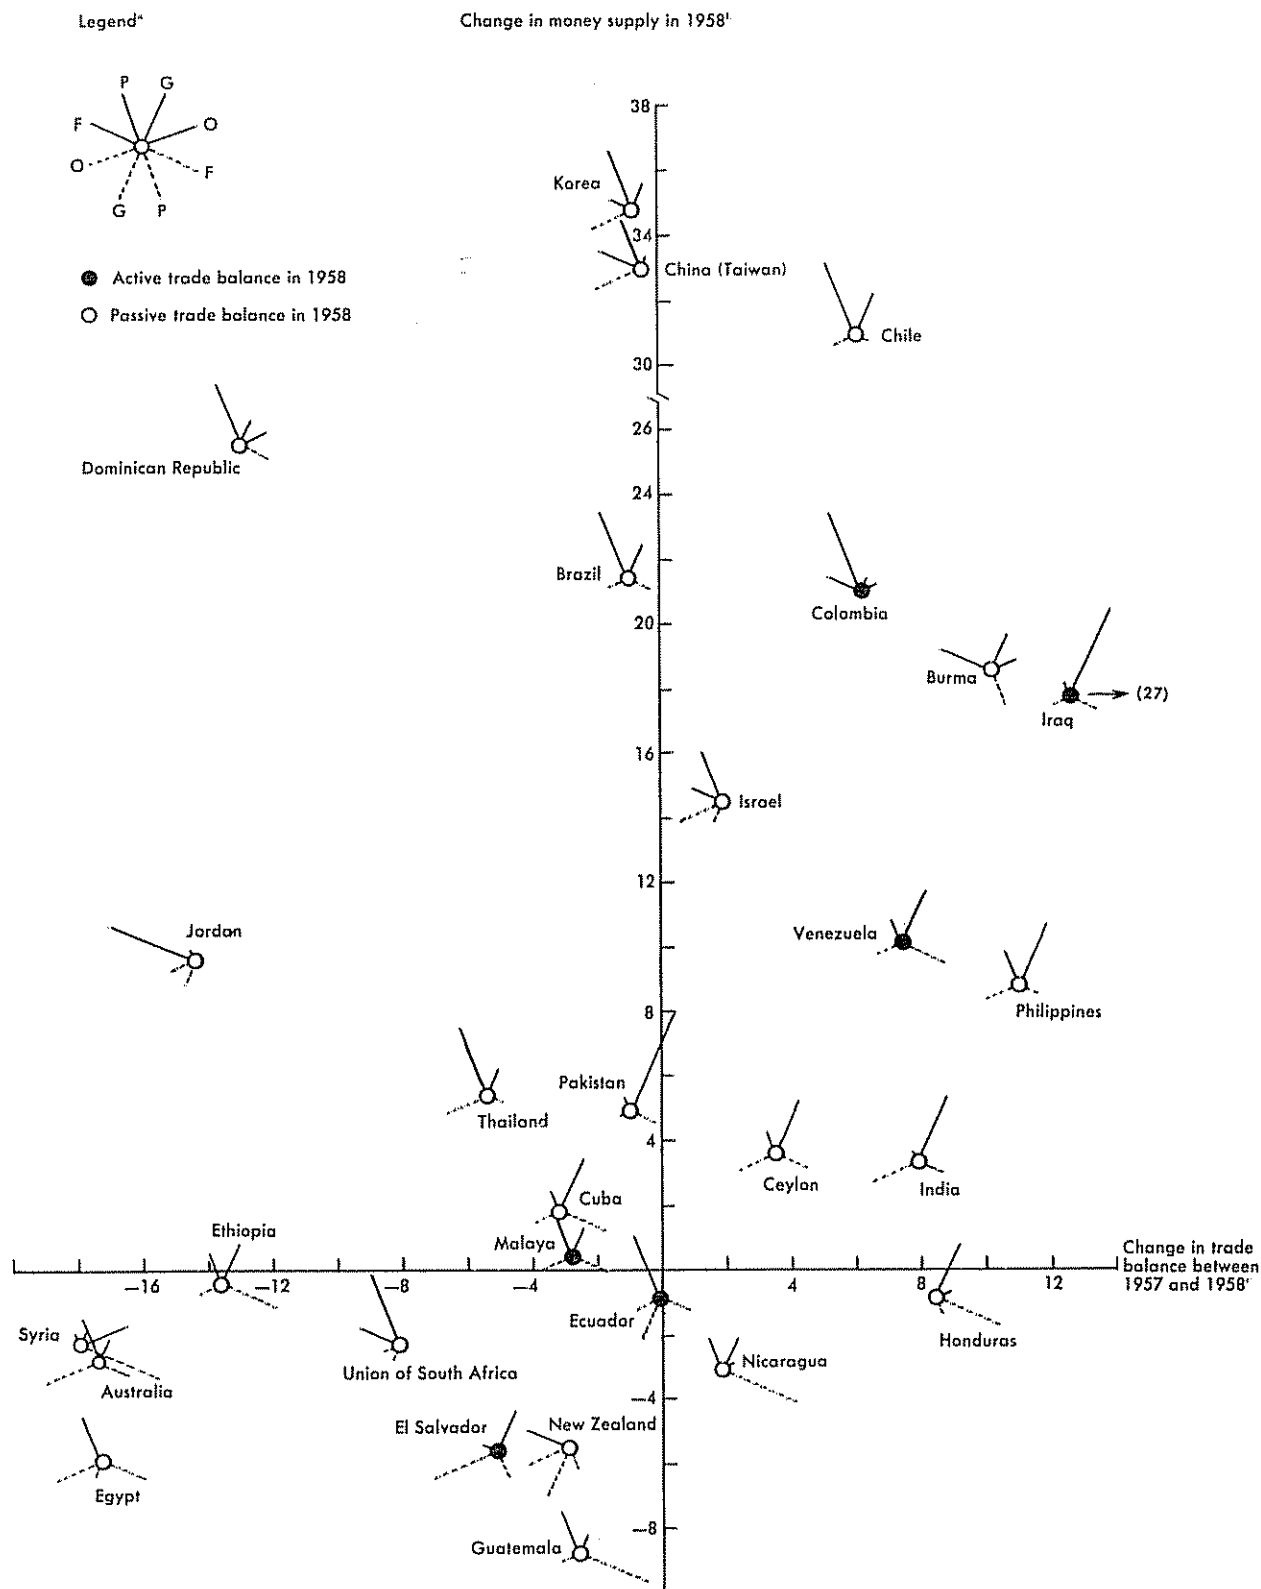 Legend*
Change in money supply in 1958
P G
F O
O F
G P
Active trade balance in 1958
Passive trade balance in 1958
38
Korea
34
China (Taiwan)
Chile
30
26
Dominican Republic
24
Brazil
Colombia
20
Burma
(27)
Iraq
16
Israel
12
Jordan
Venezuela
Philippines
8
Pakistan
Thailand
4
Ceylon
India
Cuba
Ethiopia
Malaya
Change in trade
balance between
1957 and 1958
−16 −12 −8 −4 4 8 12
Ecuador
Syria
Honduras
Union of South Africa
Nicaragua
Australia
−4
El Salvador
New Zealand
Egypt
−8
Guatemala